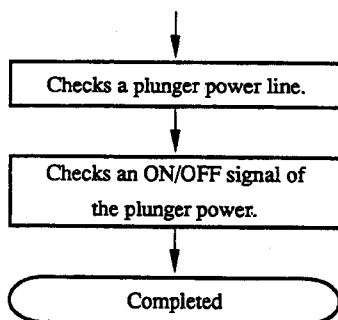 Checks a plunger power line.
Checks an ON/OFF signal of
the plunger power.
Completed